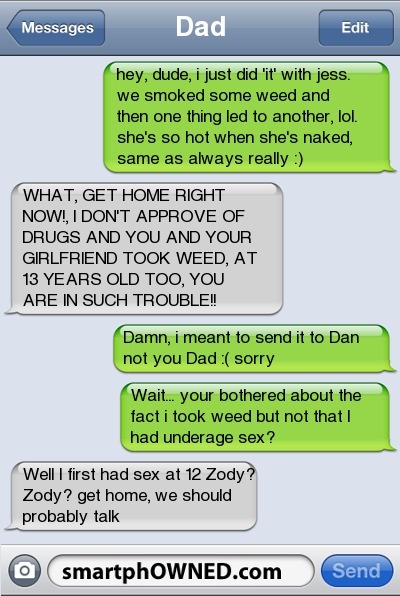 Messages
Dad
Edit
hey, dude, i just did 'it' with jess.
we smoked some weed and
then one thing led to another, lol.
she's so hot when she's naked,
same as always really :)
WHAT, GET HOME RIGHT
NOW!, I DON'T APPROVE OF
DRUGS AND YOU AND YOUR
GIRLFRIEND TOOK WEED, AT
13 YEARS OLD TOO, YOU
ARE IN SUCH TROUBLE!!
Damn, i meant to send it to Dan
not you Dad :( sorry
Wait... your bothered about the
fact i took weed but not that I
had underage sex?
Well I first had sex at 12 Zody?
Zody? get home, we should
probably talk
smartphOWNED.com
Send